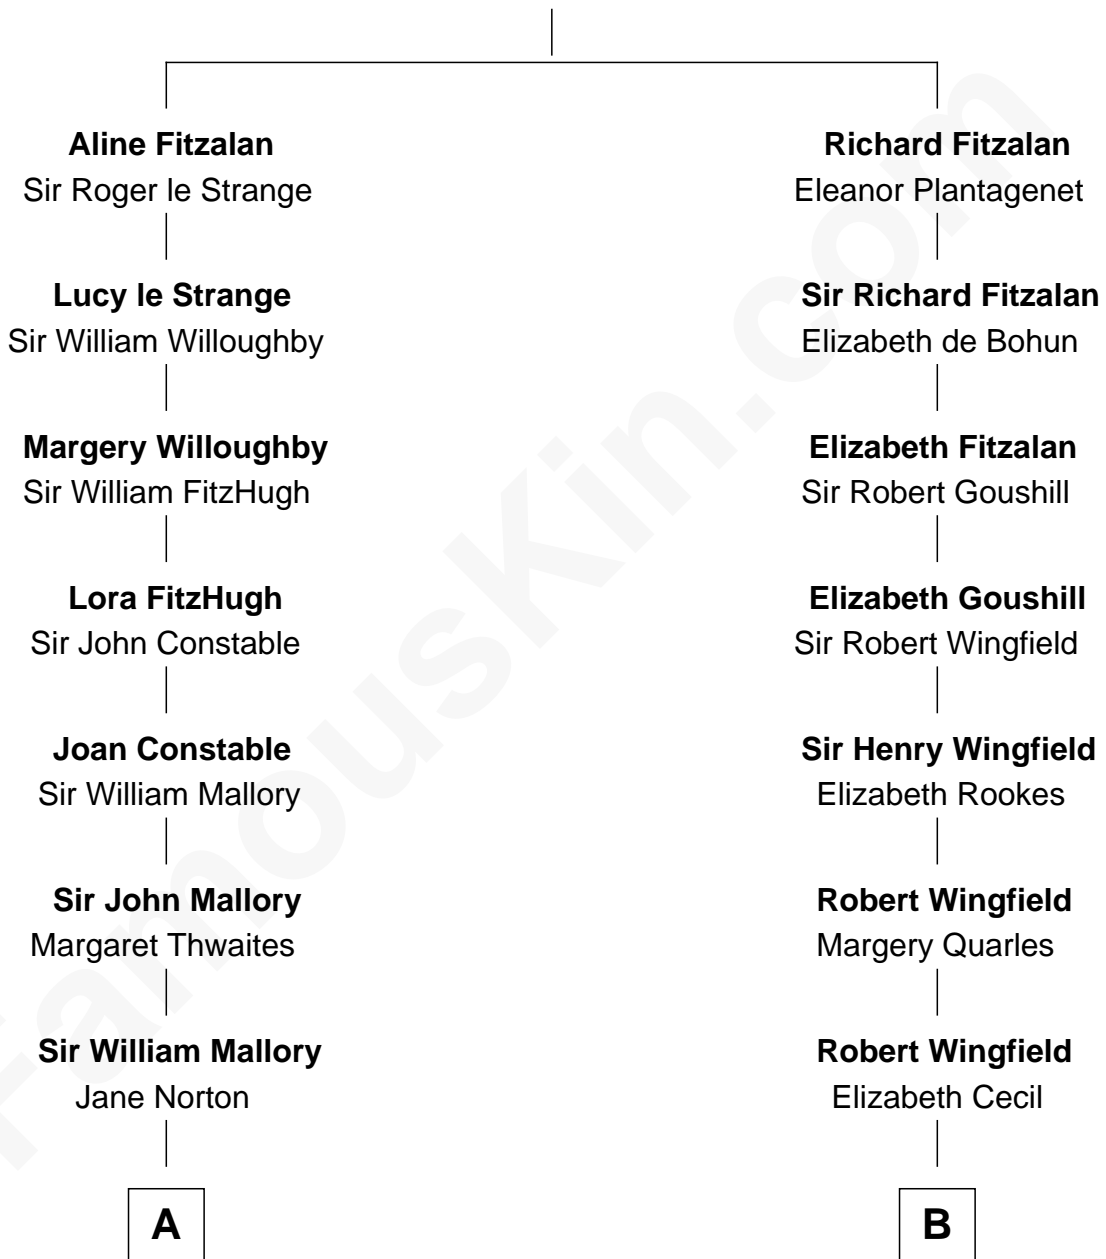 Aline Fitzalan
Sir Roger le Strange
Richard Fitzalan
Eleanor Plantagenet
Lucy le Strange
Sir William Willoughby
Sir Richard Fitzalan
Elizabeth de Bohun
Margery Willoughby
Sir William FitzHugh
Elizabeth Fitzalan
Sir Robert Goushill
Lora FitzHugh
Sir John Constable
Elizabeth Goushill
Sir Robert Wingfield
Joan Constable
Sir William Mallory
Sir Henry Wingfield
Elizabeth Rookes
Sir John Mallory
Margaret Thwaites
Robert Wingfield
Margery Quarles
Sir William Mallory
Jane Norton
Robert Wingfield
Elizabeth Cecil
A
B
FamousKin.com